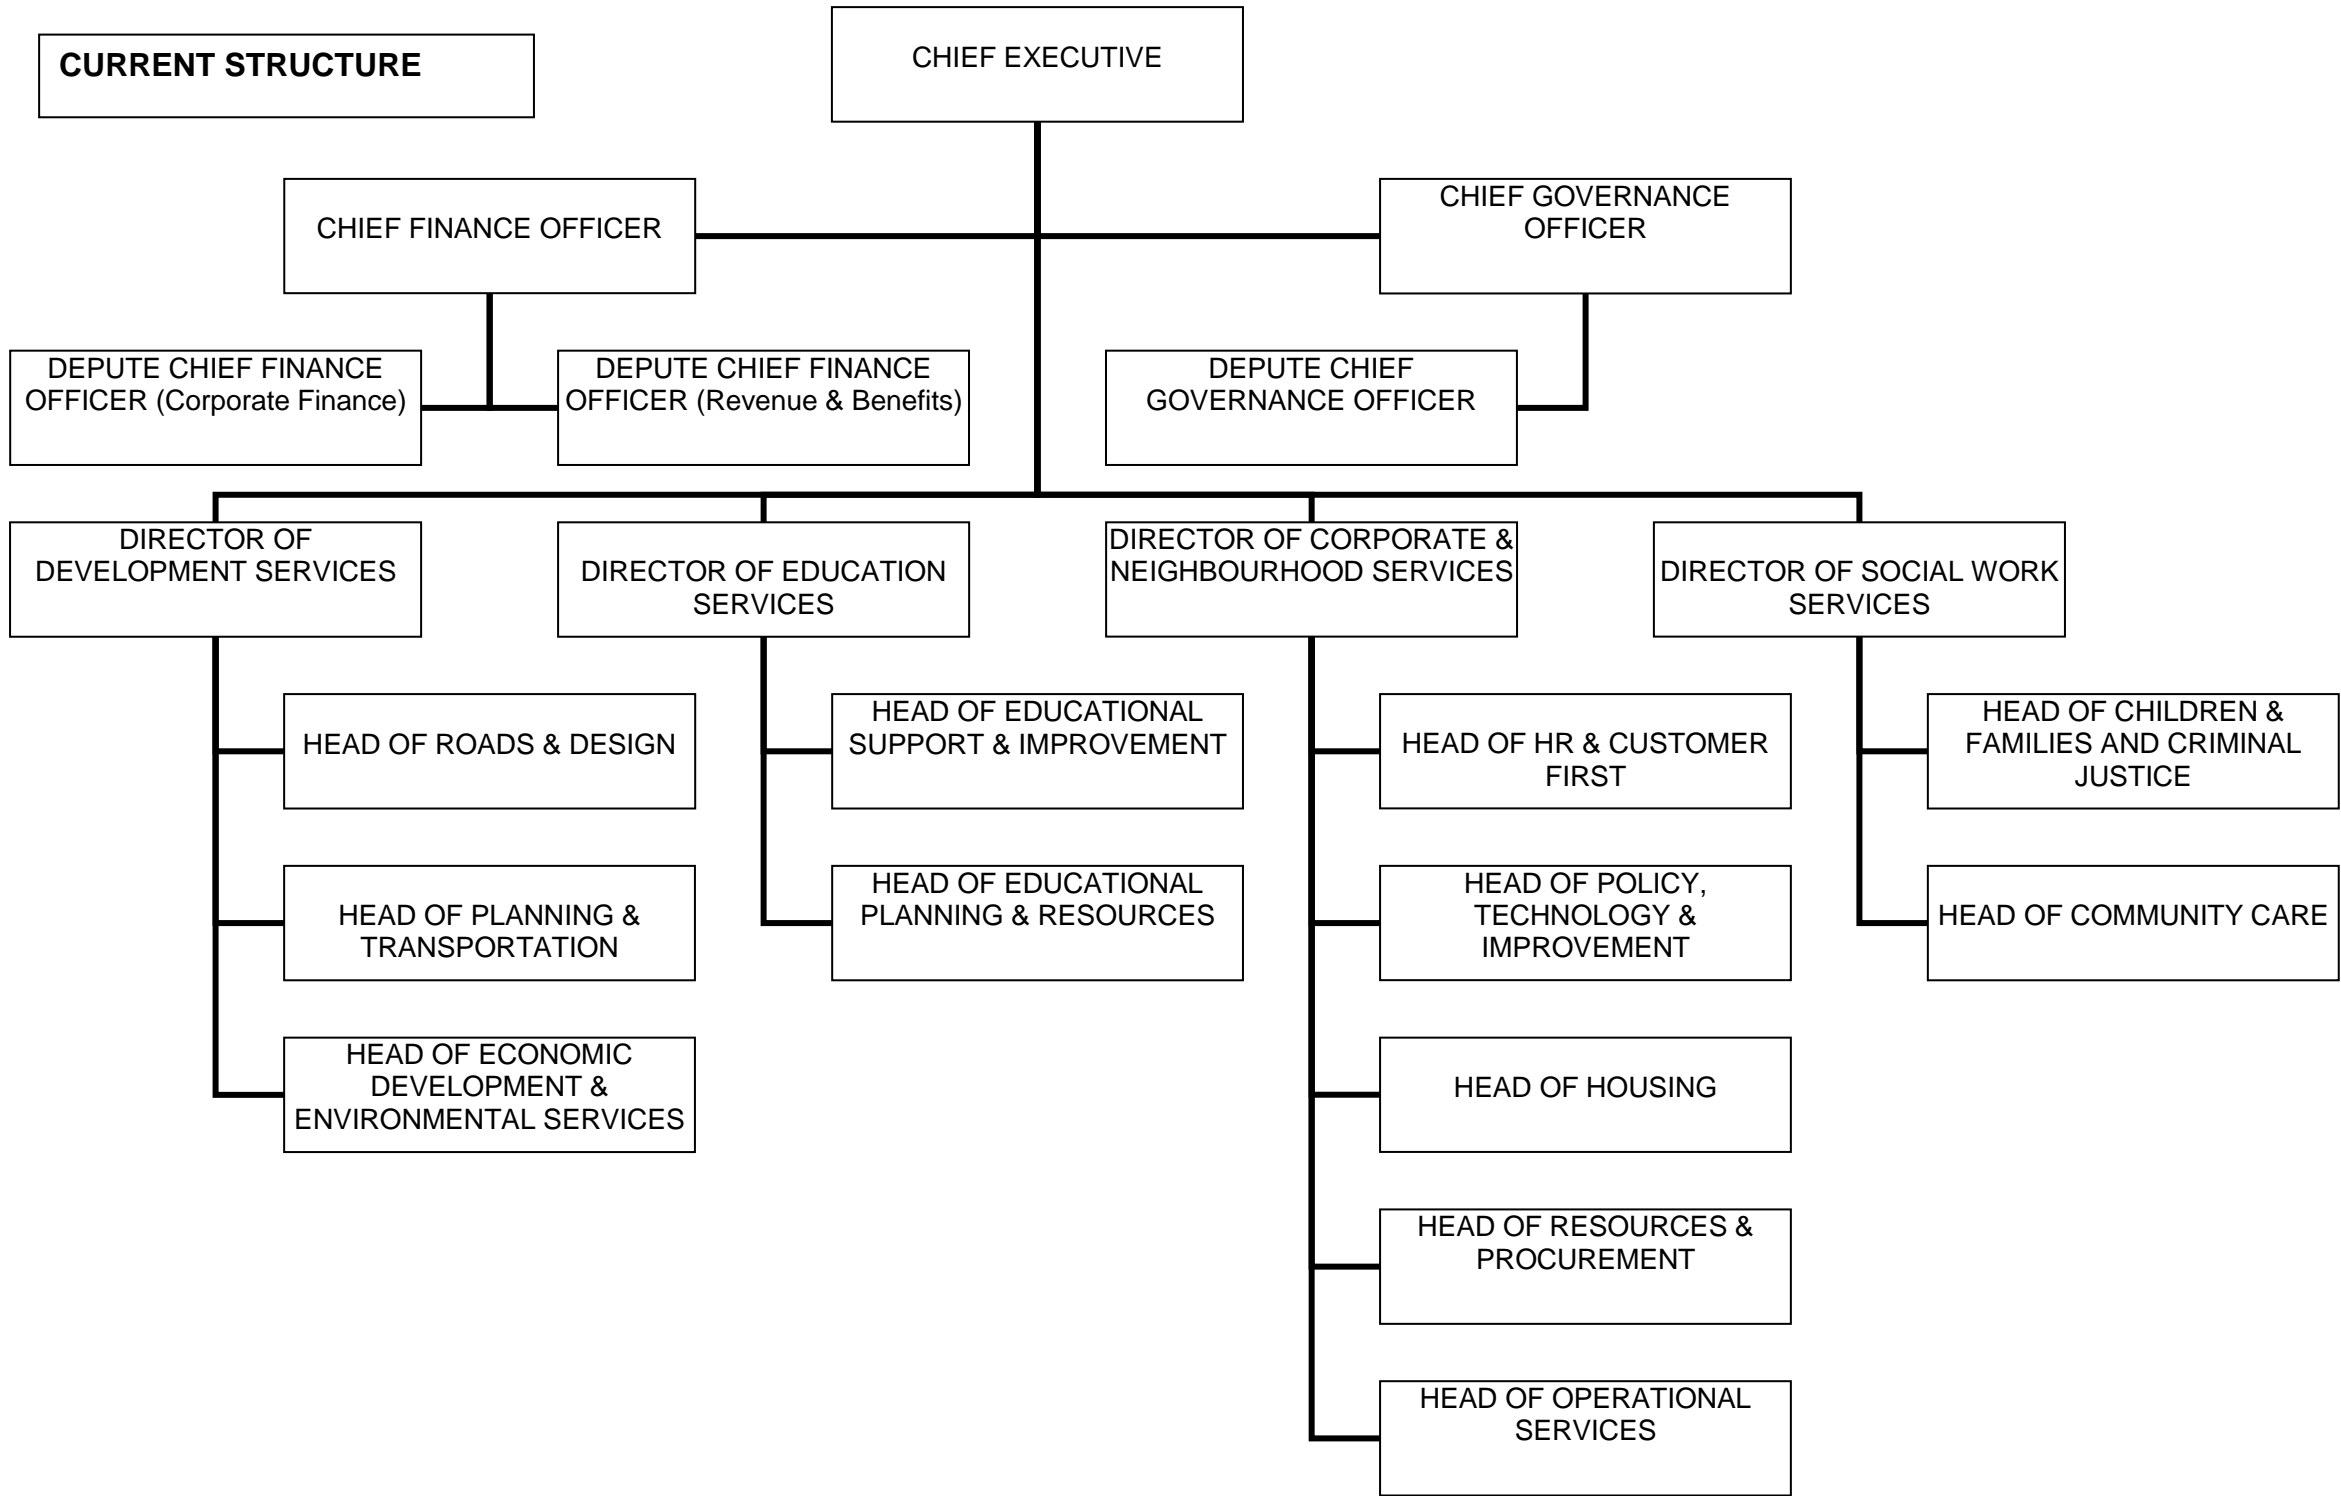 CURRENT STRUCTURE
CHIEF EXECUTIVE
CHIEF FINANCE OFFICER
CHIEF GOVERNANCE
OFFICER
DEPUTE CHIEF FINANCE
OFFICER (Corporate Finance)
DEPUTE CHIEF FINANCE
OFFICER (Revenue & Benefits)
DEPUTE CHIEF
GOVERNANCE OFFICER
DIRECTOR OF
DEVELOPMENT SERVICES
DIRECTOR OF EDUCATION
SERVICES
DIRECTOR OF CORPORATE &
NEIGHBOURHOOD SERVICES
DIRECTOR OF SOCIAL WORK
SERVICES
HEAD OF ROADS & DESIGN
HEAD OF EDUCATIONAL
SUPPORT & IMPROVEMENT
HEAD OF HR & CUSTOMER
FIRST
HEAD OF CHILDREN &
FAMILIES AND CRIMINAL
JUSTICE
HEAD OF PLANNING &
TRANSPORTATION
HEAD OF EDUCATIONAL
PLANNING & RESOURCES
HEAD OF POLICY,
TECHNOLOGY &
IMPROVEMENT
HEAD OF COMMUNITY CARE
HEAD OF ECONOMIC
DEVELOPMENT &
ENVIRONMENTAL SERVICES
HEAD OF HOUSING
HEAD OF RESOURCES &
PROCUREMENT
HEAD OF OPERATIONAL
SERVICES